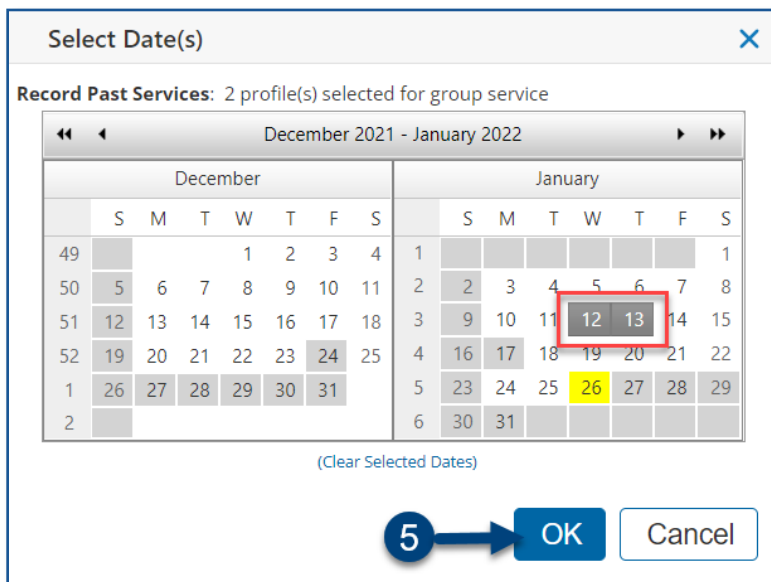 Select Date(s)
Record Past Services: 2 profile(s) selected for group service
December 2021 - January 2022
December January
S M T W T F S S M T W T F S
49 1 2 3 4 1 1
50 5 6 7 8 9 10 11 2 2 3 4 5 6 7 8
51 12 13 14 15 16 17 18 3 9 10 11 12 13 14 15
52 19 20 21 22 23 24 25 4 16 17 18 19 20 21 22
1 26 27 28 29 30 31 5 23 24 25 26 27 28 29
2 6 30 31
(Clear Selected Dates)
5 OK Cancel